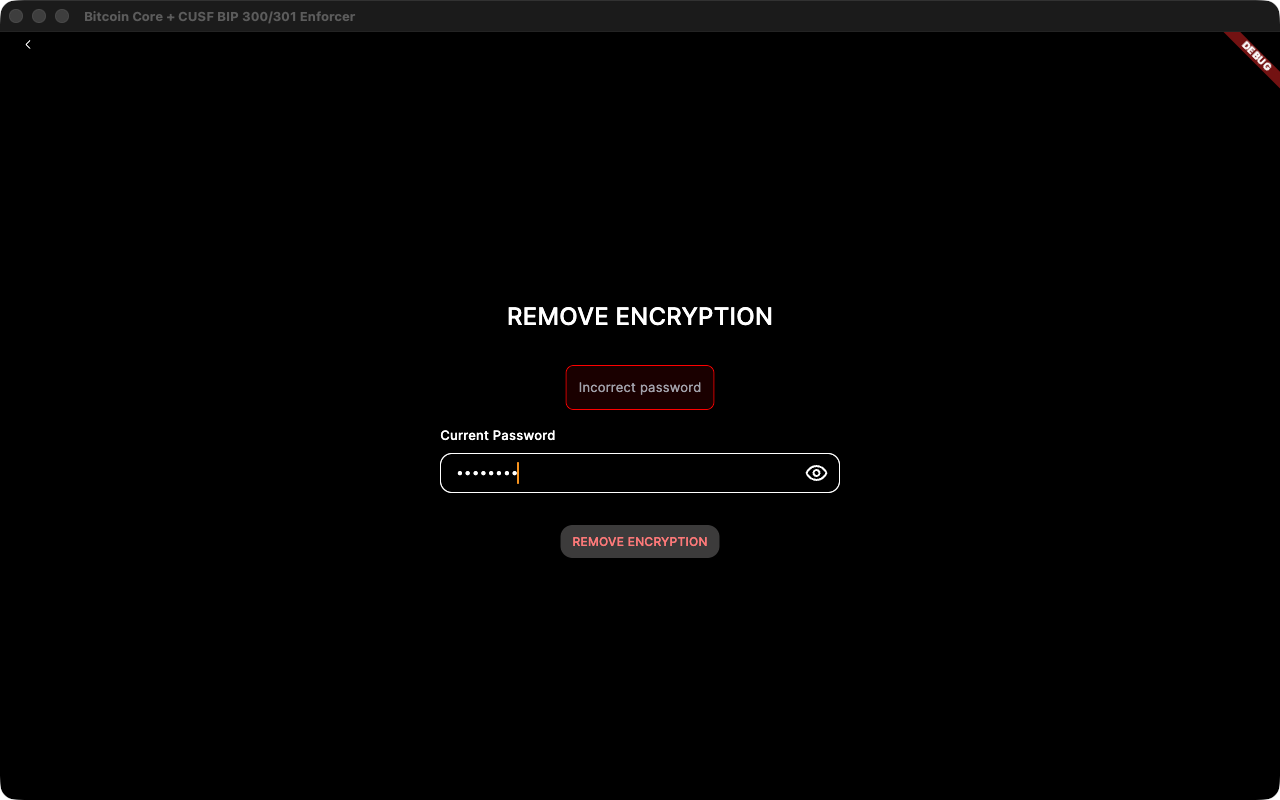 Bitcoin Core + CUSF BIP 300/301 Enforcer
DEBUG
REMOVE ENCRYPTION
Incorrect password
Current Password
••••••••
REMOVE ENCRYPTION